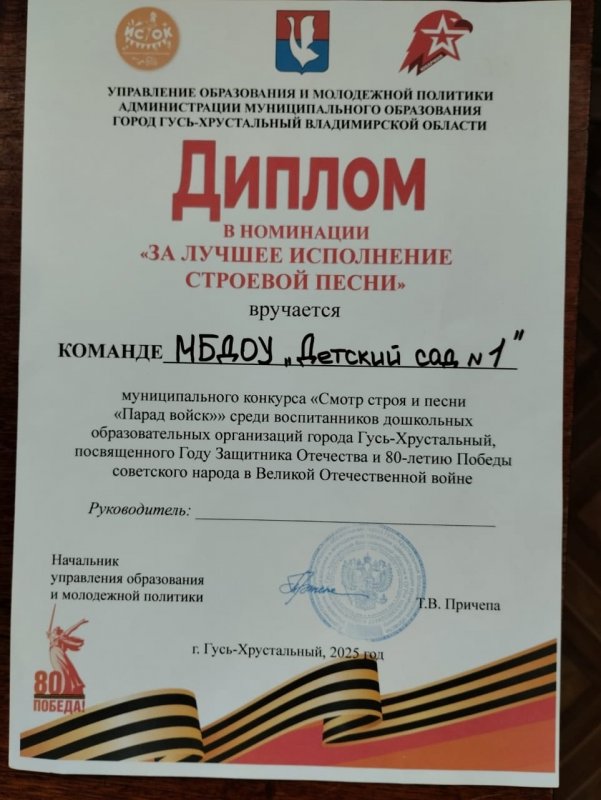 ИСТОК
УПРАВЛЕНИЕ ОБРАЗОВАНИЯ И МОЛОДЕЖНОЙ ПОЛИТИКИ
АДМИНИСТРАЦИИ МУНИЦИПАЛЬНОГО ОБРАЗОВАНИЯ
ГОРОД ГУСЬ-ХРУСТАЛЬНЫЙ ВЛАДИМИРСКОЙ ОБЛАСТИ
ДИПЛОМ
В НОМИНАЦИИ
«ЗА ЛУЧШЕЕ ИСПОЛНЕНИЕ
СТРОЕВОЙ ПЕСНИ»
вручается
КОМАНДЕ МБДОУ „Детский сад №1"
муниципального конкурса «Смотр строя и песни
«Парад войск»» среди воспитанников дошкольных
образовательных организаций города Гусь-Хрустальный,
посвященного Году Защитника Отечества и 80-летию Победы
советского народа в Великой Отечественной войне
Руководитель:
Начальник
управления образования
и молодежной политики
Т.В. Причепа
г. Гусь-Хрустальный, 2025 год
80
ПОБЕДА!